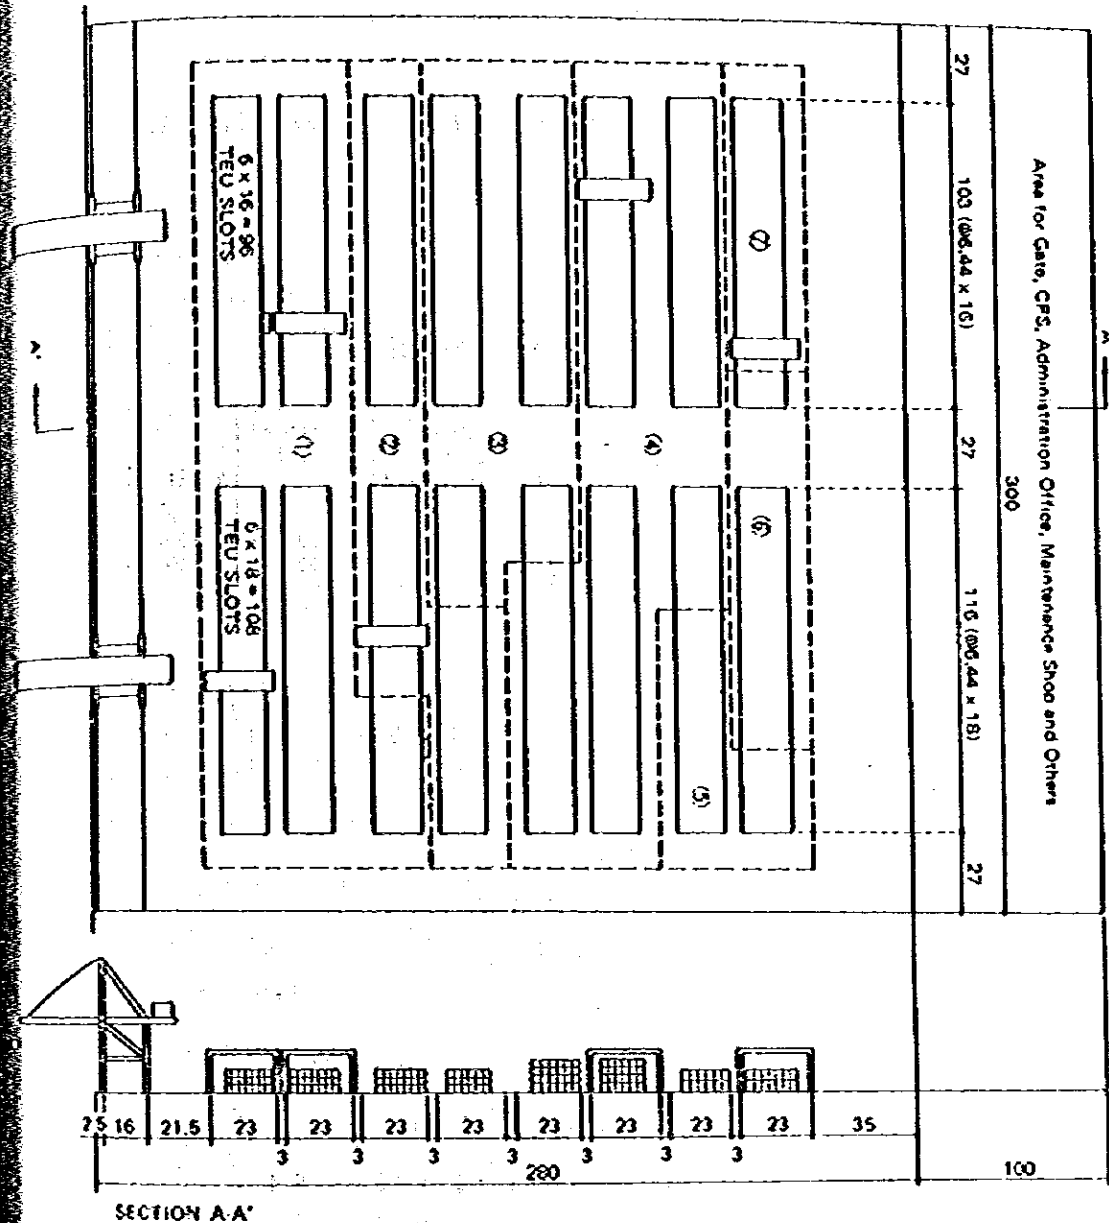 27
103 (@6.44 x 16)
27
116 (@6.44 x 18)
27
300
Area for Gate, CFS, Administration Office, Maintenance Shop and Others
A
A'
6 x 16 = 96
TEU SLOTS
6 x 18 = 108
TEU SLOTS
(1)
(2)
(3)
(4)
(5)
(6)
(7)
2.5 16 21.5 23 23 23 23 23 23 23 23 35
3 3 3 3 3 3 3
280
100
SECTION A-A'